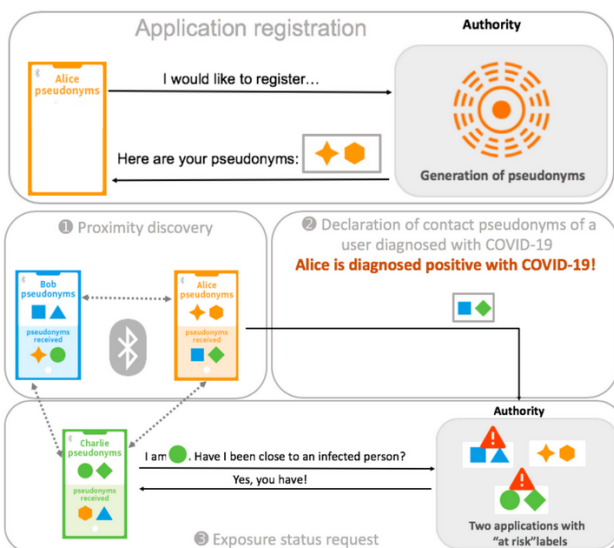 Application registration
Authority
Alice
pseudonyms
I would like to register...
Here are your pseudonyms:
Generation of pseudonyms
❶ Proximity discovery
Bob
pseudonyms
pseudonyms
received
Alice
pseudonyms
pseudonyms
received
❷ Declaration of contact pseudonyms of a
user diagnosed with COVID-19
Alice is diagnosed positive with COVID-19!
Charlie
pseudonyms
pseudonyms
received
I am . Have I been close to an infected person?
Yes, you have!
Authority
Two applications with
"at risk"labels
❸ Exposure status request